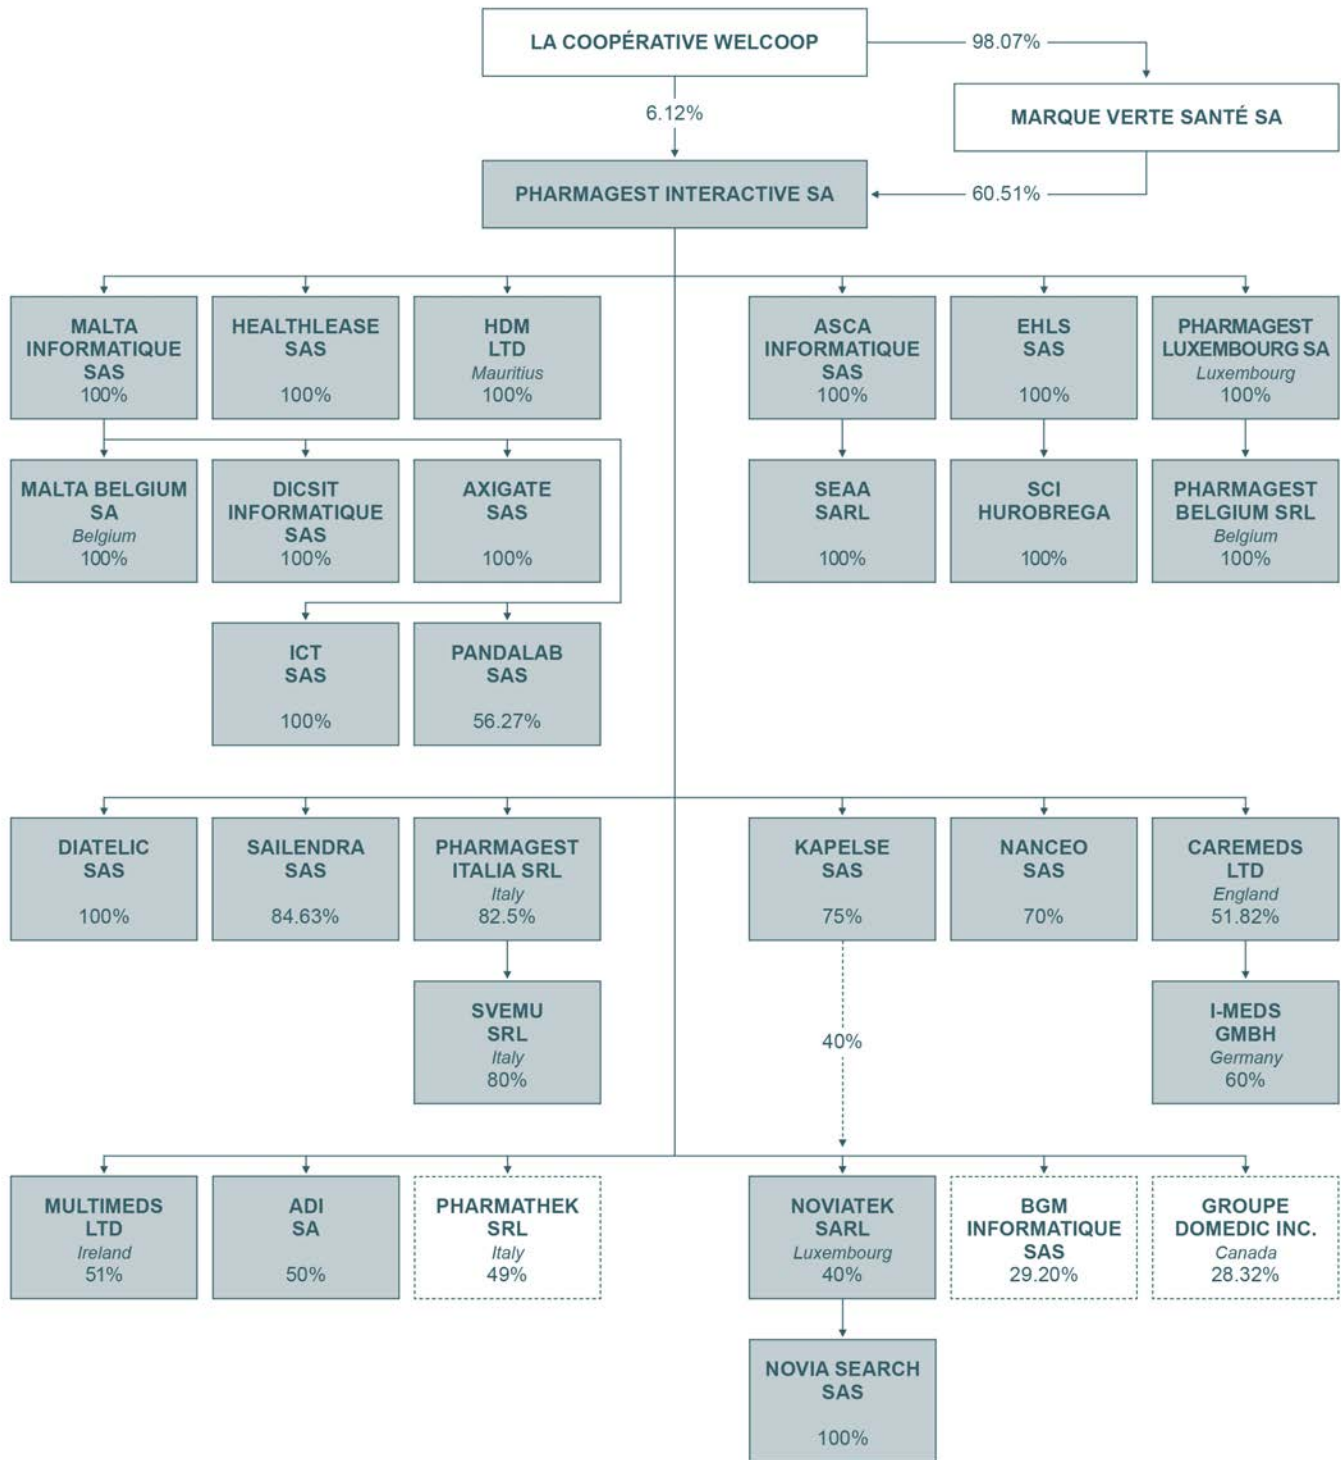 LA COOPÉRATIVE WELCOOP
98.07%
6.12%
MARQUE VERTE SANTÉ SA
PHARMAGEST INTERACTIVE SA
60.51%
MALTA
INFORMATIQUE
SAS
100%
HEALTHLEASE
SAS
100%
HDM
LTD
Mauritius
100%
ASCA
INFORMATIQUE
SAS
100%
EHLS
SAS
100%
PHARMAGEST
LUXEMBOURG SA
Luxembourg
100%
MALTA BELGIUM
SA
Belgium
100%
DICSIT
INFORMATIQUE
SAS
100%
AXIGATE
SAS
100%
SEAA
SARL
100%
SCI
HUROBREGA
100%
PHARMAGEST
BELGIUM SRL
Belgium
100%
ICT
SAS
100%
PANDALAB
SAS
56.27%
DIATELIC
SAS
100%
SAILENDRA
SAS
84.63%
PHARMAGEST
ITALIA SRL
Italy
82.5%
KAPELSE
SAS
75%
NANCEO
SAS
70%
CAREMEDS
LTD
England
51.82%
SVEMU
SRL
Italy
80%
40%
I-MEDS
GMBH
Germany
60%
MULTIMEDS
LTD
Ireland
51%
ADI
SA
50%
PHARMATHEK
SRL
Italy
49%
NOVIATEK
SARL
Luxembourg
40%
BGM
INFORMATIQUE
SAS
29.20%
GROUPE
DOMEDIC INC.
Canada
28.32%
NOVIA SEARCH
SAS
100%